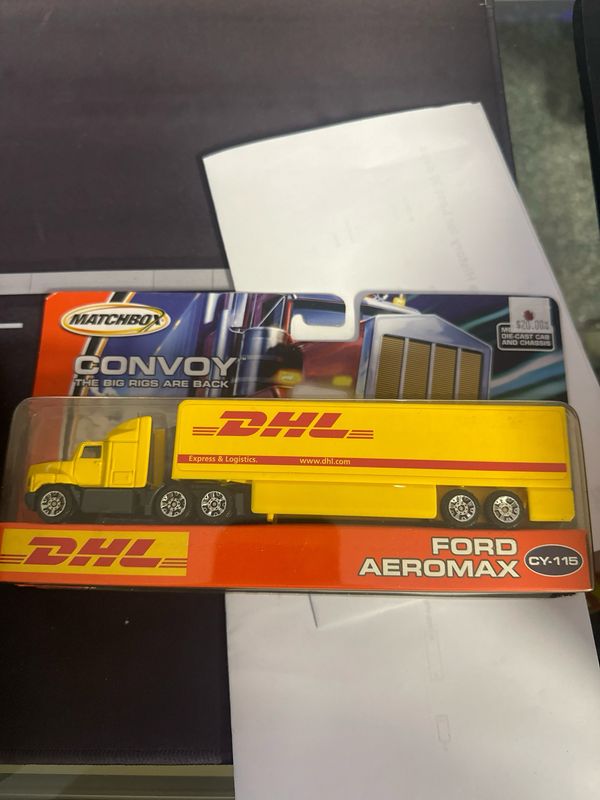 MATCHBOX
CONVOY
THE BIG RIGS ARE BACK
$20.00
DIE-CAST CAB
AND CHASSIS
DHL
Express & Logistics. www.dhl.com
DHL
FORD
AEROMAX
CY-115